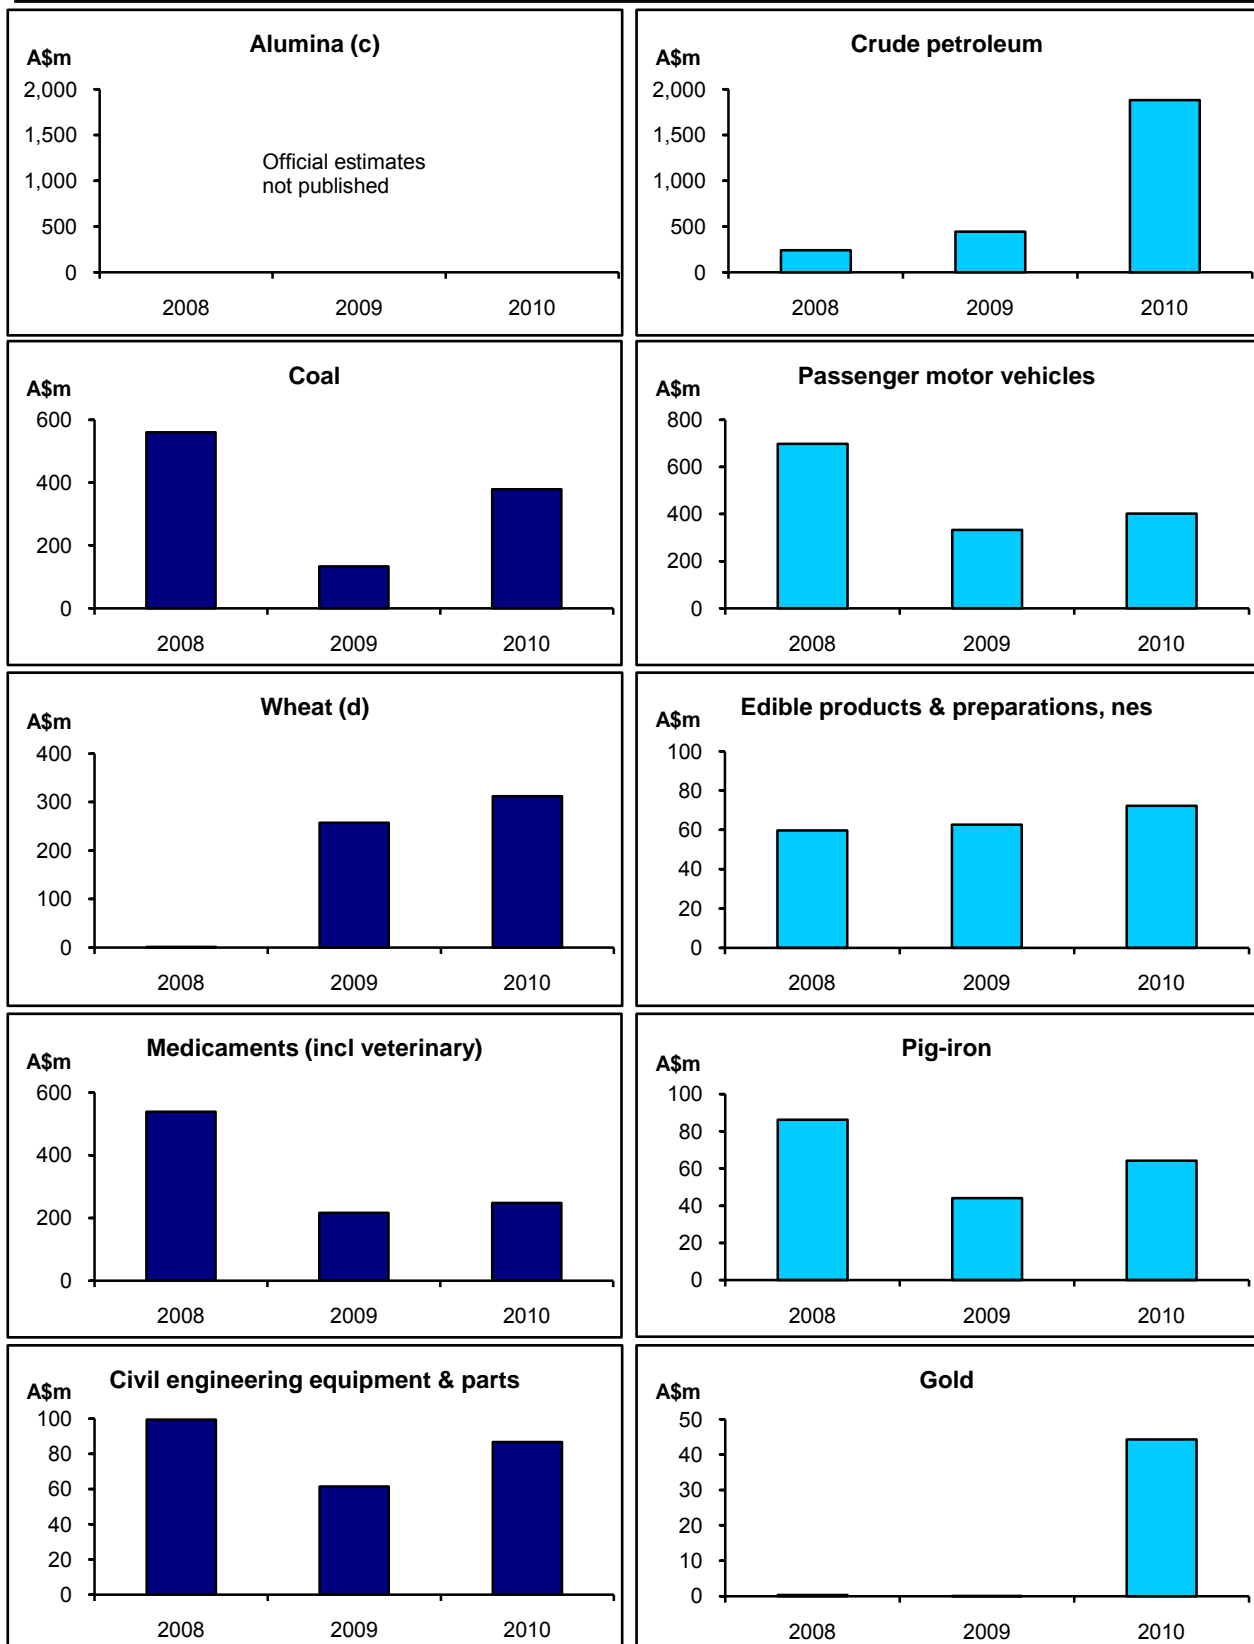 Alumina (c)
A$m
2,000
1,500
1,000
500
0
Official estimates
not published
2008 2009 2010
Crude petroleum
A$m
2,000
1,500
1,000
500
0
2008 2009 2010
Coal
A$m
600
400
200
0
2008 2009 2010
Passenger motor vehicles
A$m
800
600
400
200
0
2008 2009 2010
Wheat (d)
A$m
400
300
200
100
0
2008 2009 2010
Edible products & preparations, nes
A$m
100
80
60
40
20
0
2008 2009 2010
Medicaments (incl veterinary)
A$m
600
400
200
0
2008 2009 2010
Pig-iron
A$m
100
80
60
40
20
0
2008 2009 2010
Civil engineering equipment & parts
A$m
100
80
60
40
20
0
2008 2009 2010
Gold
A$m
50
40
30
20
10
0
2008 2009 2010